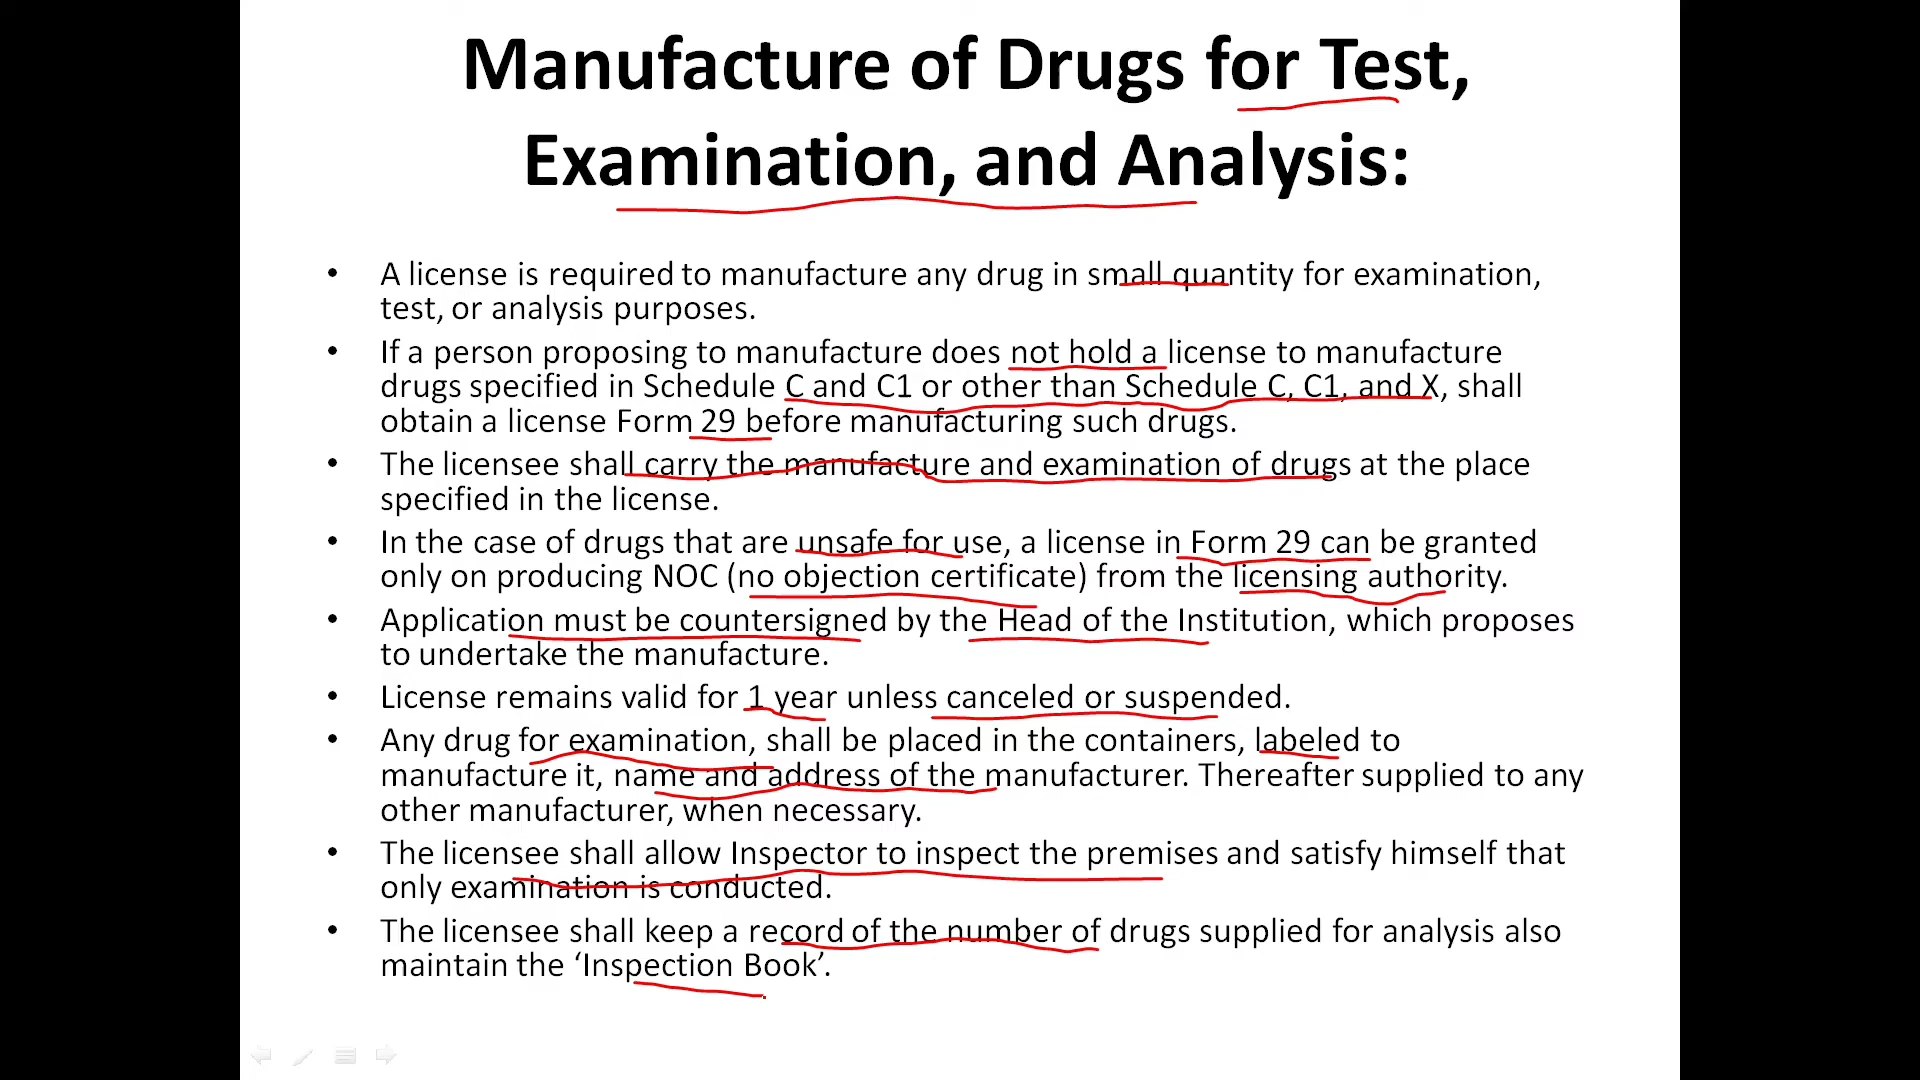 Manufacture of Drugs for Test,
Examination, and Analysis:
• A license is required to manufacture any drug in small quantity for examination,
test, or analysis purposes.
• If a person proposing to manufacture does not hold a license to manufacture
drugs specified in Schedule C and C1 or other than Schedule C, C1, and X, shall
obtain a license Form 29 before manufacturing such drugs.
• The licensee shall carry the manufacture and examination of drugs at the place
specified in the license.
• In the case of drugs that are unsafe for use, a license in Form 29 can be granted
only on producing NOC (no objection certificate) from the licensing authority.
• Application must be countersigned by the Head of the Institution, which proposes
to undertake the manufacture.
• License remains valid for 1 year unless canceled or suspended.
• Any drug for examination, shall be placed in the containers, labeled to
manufacture it, name and address of the manufacturer. Thereafter supplied to any
other manufacturer, when necessary.
• The licensee shall allow Inspector to inspect the premises and satisfy himself that
only examination is conducted.
• The licensee shall keep a record of the number of drugs supplied for analysis also
maintain the ‘Inspection Book’.